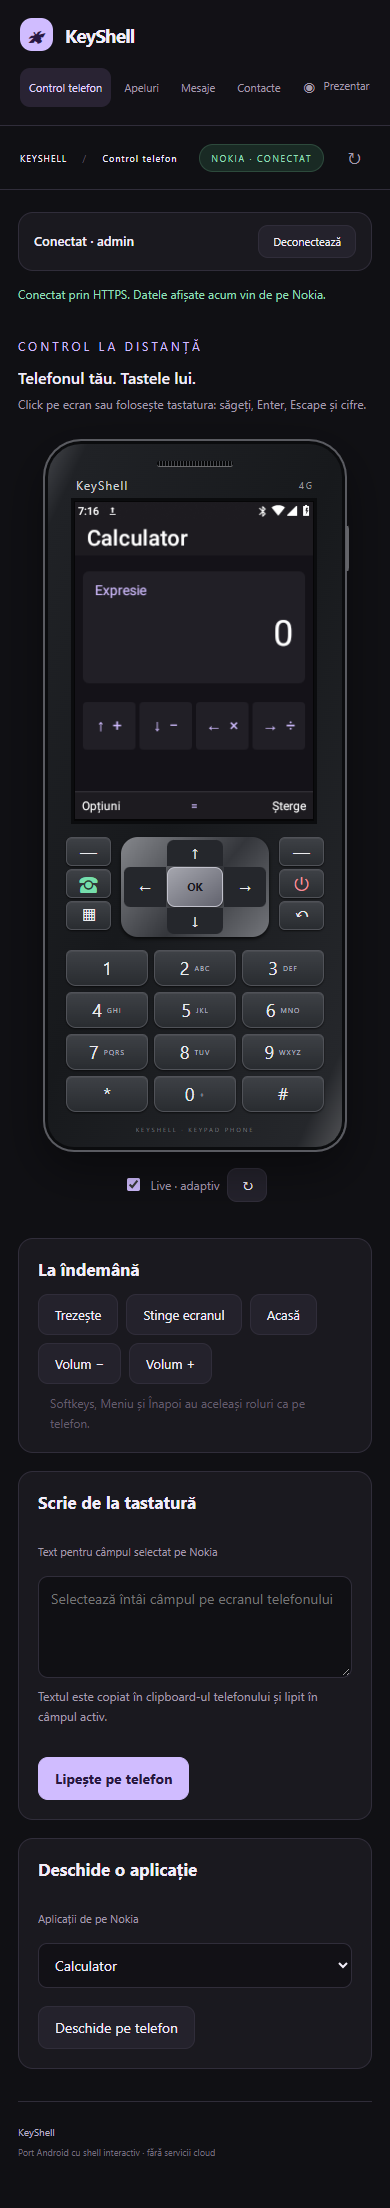 KeyShell
Control telefon Apeluri Mesaje Contacte ◉ Prezentar
KEYSHELL / Control telefon NOKIA · CONECTAT ↻
Conectat · admin Deconectează
Conectat prin HTTPS. Datele afișate acum vin de pe Nokia.
CONTROL LA DISTANȚĂ
Telefonul tău. Tastele lui.
Click pe ecran sau folosește tastatura: săgeți, Enter, Escape și cifre.
KeyShell 4G
7:16
Calculator
Expresie
0
↑ + ↓ − ← × → ÷
Opțiuni = Șterge
↑
← OK →
↓
1 2 ABC 3 DEF
4 GHI 5 JKL 6 MNO
7 PQRS 8 TUV 9 WXYZ
* 0 + #
KEYSHELL · KEYPAD PHONE
Live · adaptiv ↻
La îndemână
Trezește Stinge ecranul Acasă
Volum − Volum +
Softkeys, Meniu și Înapoi au aceleași roluri ca pe
telefon.
Scrie de la tastatură
Text pentru câmpul selectat pe Nokia
Selectează întâi câmpul pe ecranul telefonului
Textul este copiat în clipboard-ul telefonului și lipit în
câmpul activ.
Lipește pe telefon
Deschide o aplicație
Aplicații de pe Nokia
Calculator
Deschide pe telefon
KeyShell
Port Android cu shell interactiv · fără servicii cloud